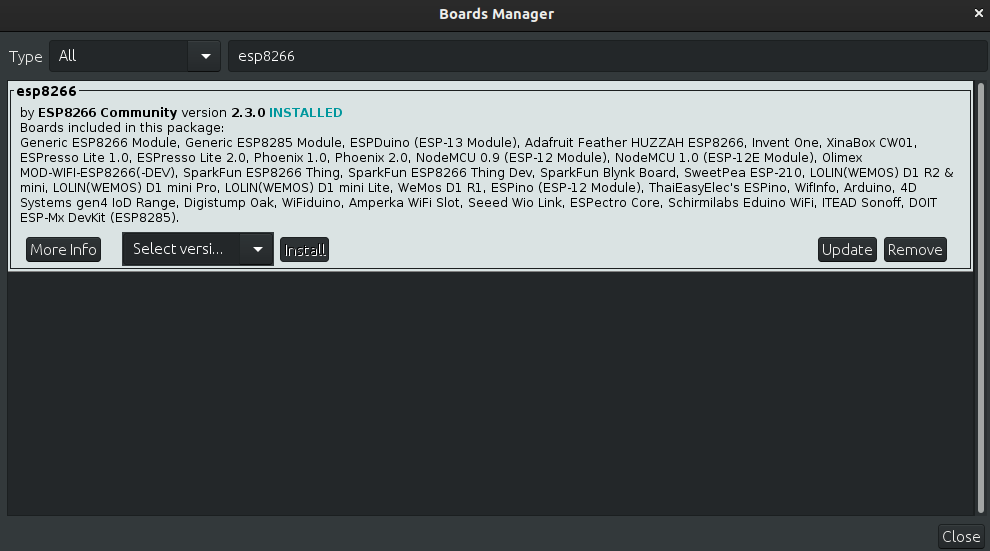 Boards Manager
×
Type All esp8266
esp8266
by ESP8266 Community version 2.3.0 INSTALLED
Boards included in this package:
Generic ESP8266 Module, Generic ESP8285 Module, ESPDuino (ESP-13 Module), Adafruit Feather HUZZAH ESP8266, Invent One, XinaBox CW01,
ESPresso Lite 1.0, ESPresso Lite 2.0, Phoenix 1.0, Phoenix 2.0, NodeMCU 0.9 (ESP-12 Module), NodeMCU 1.0 (ESP-12E Module), Olimex
MOD-WIFI-ESP8266(-DEV), SparkFun ESP8266 Thing, SparkFun ESP8266 Thing Dev, SparkFun Blynk Board, SweetPea ESP-210, LOLIN(WEMOS) D1 R2 &
mini, LOLIN(WEMOS) D1 mini Pro, LOLIN(WEMOS) D1 mini Lite, WeMos D1 R1, ESPino (ESP-12 Module), ThaiEasyElec's ESPino, WifInfo, Arduino, 4D
Systems gen4 IoD Range, Digistump Oak, WiFiduino, Amperka WiFi Slot, Seeed Wio Link, ESPectro Core, Schirmilabs Eduino WiFi, ITEAD Sonoff, DOIT
ESP-Mx DevKit (ESP8285).
More Info Select versi... Install Update Remove
Close